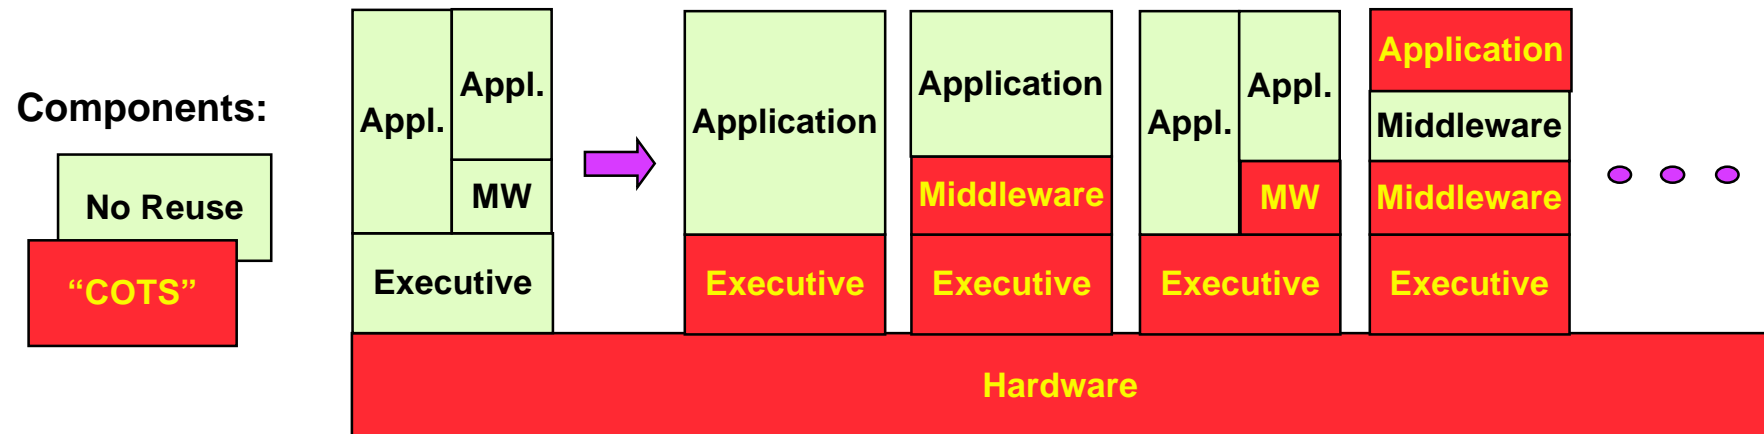 Components:
No Reuse
“COTS”
Appl.
Appl.
MW
Executive
Application
Executive
Application
Middleware
Executive
Appl.
Appl.
MW
Executive
Application
Middleware
Middleware
Executive
Hardware